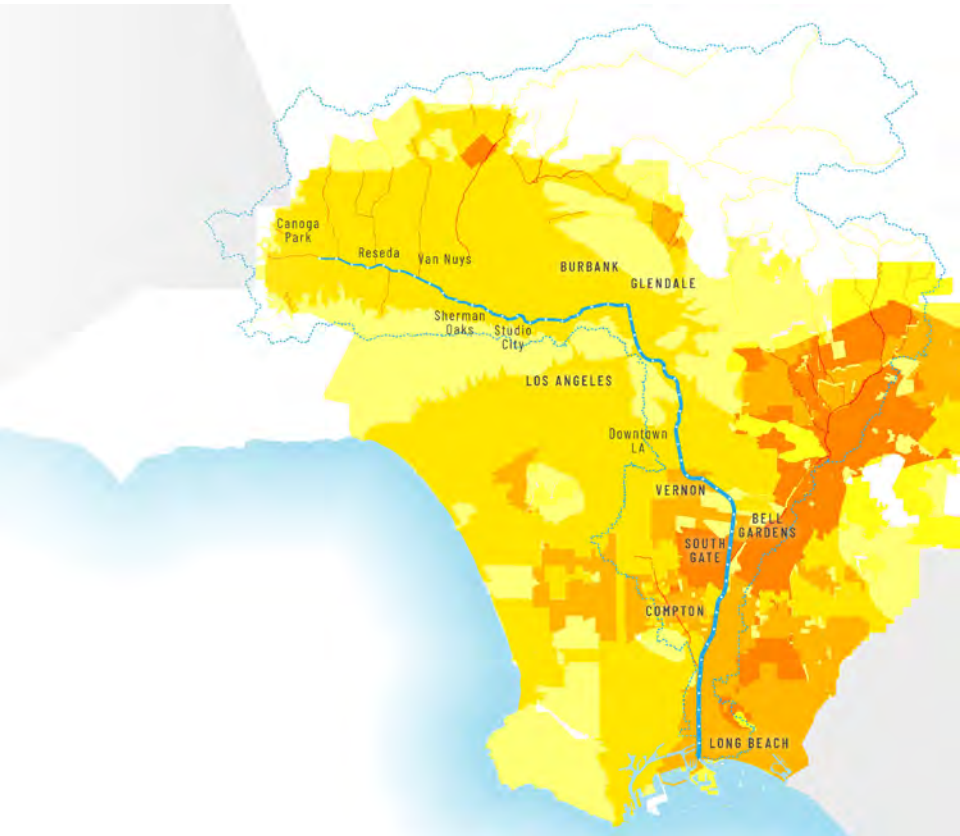 Canoga
Park
Reseda
Van Nuys
BURBANK
GLENDALE
Sherman
Oaks
Studio
City
LOS ANGELES
Downtown
LA
VERNON
BELL
GARDENS
SOUTH
GATE
COMPTON
LONG BEACH